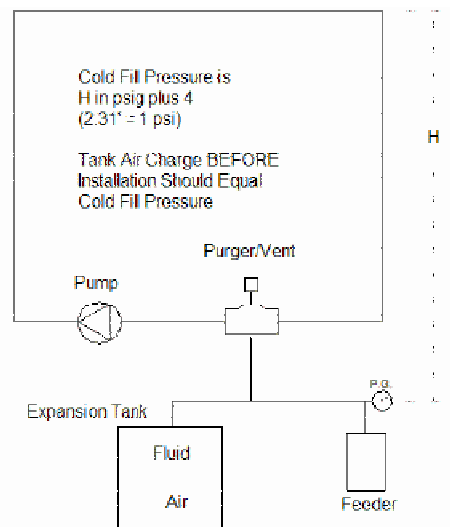 Cold Fill Pressure is
H in psig plus 4
(2.31' = 1 psi)
Tank Air Charge BEFORE
Installation Should Equal
Cold Fill Pressure
H
Purger/Vent
Pump
P.G.
Expansion Tank
Fluid
Air
Feeder